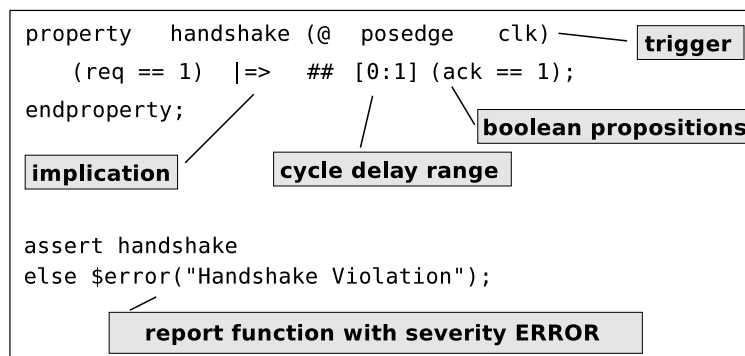 property handshake (@ posedge clk)
trigger
(req == 1) |=> ## [0:1] (ack == 1);
endproperty;
boolean propositions
implication
cycle delay range
assert handshake
else $error("Handshake Violation");
report function with severity ERROR